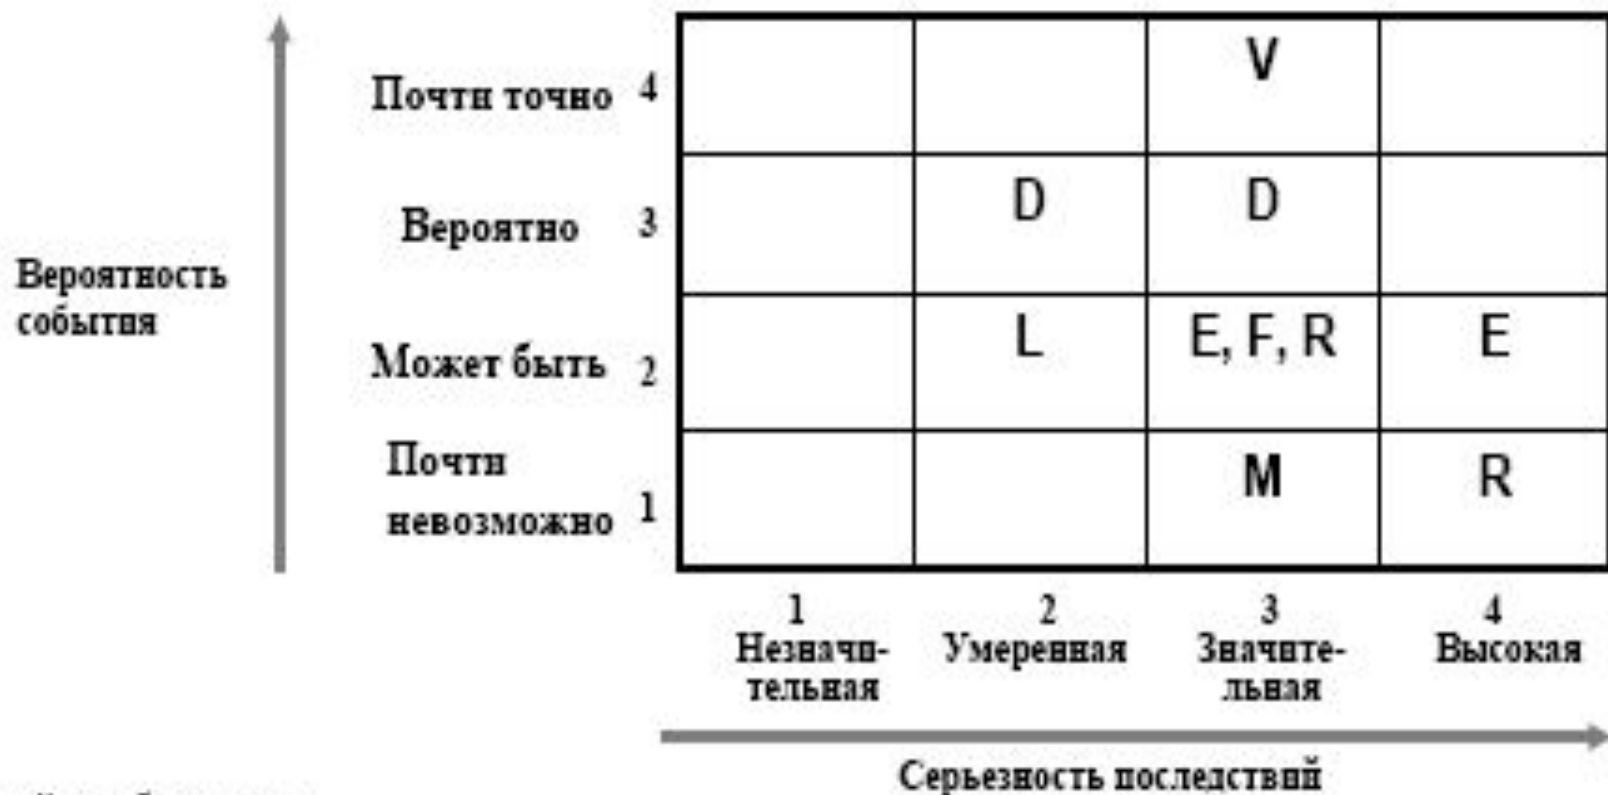 V
Почти точно 4
D D
Вероятно 3
Вероятность
события
L E, F, R E
Может быть 2
Почти
невозможно 1
M R
1 2 3 4
Незначи-
тельная
Умеренная
Значите-
льная
Высокая
Серьезность последствий